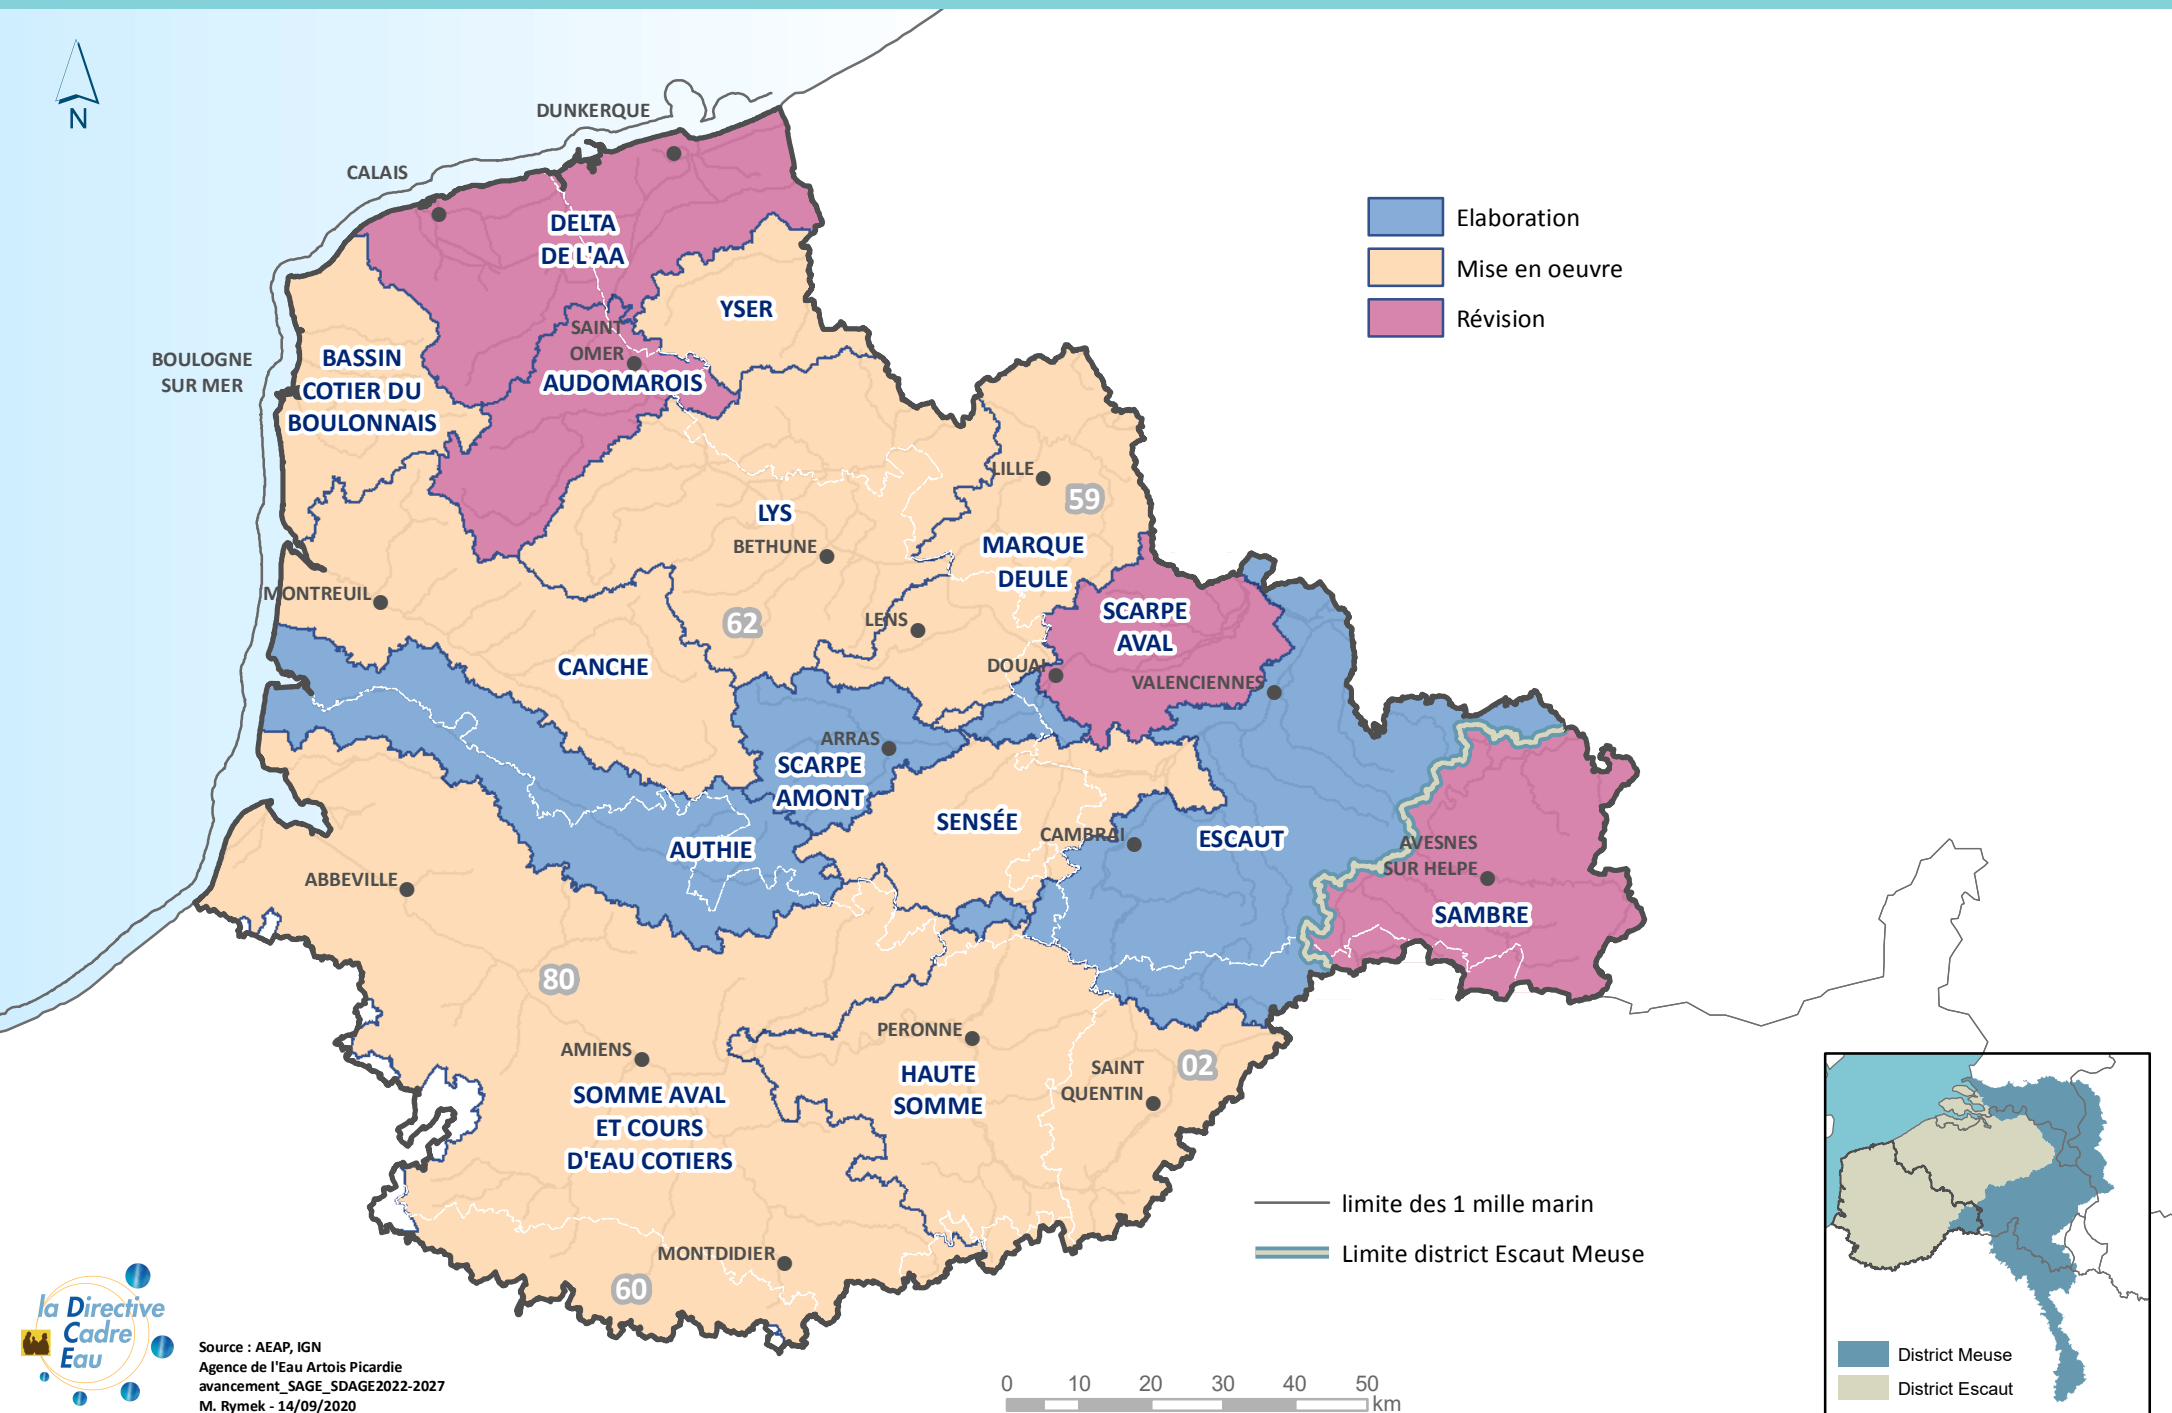 N
DUNKERQUE
CALAIS
DELTA
DE L'AA
Elaboration
Mise en oeuvre
Révision
YSER
SAINT
OMER
AUDOMAROIS
BOULOGNE
SUR MER
BASSIN
COTIER DU
BOULONNAIS
LILLE
59
LYS
BETHUNE
MARQUE
DEULE
MONTREUIL
62
LENS
SCARPE
AVAL
CANCHE
DOUAI
VALENCIENNES
ARRAS
SCARPE
AMONT
SENSÉE
CAMBRAI
ESCAUT
AUTHIE
AVESNES
SUR HELPE
SAMBRE
ABBEVILLE
80
PERONNE
AMIENS
HAUTE
SOMME
SAINT
QUENTIN
02
SOMME AVAL
ET COURS
D'EAU COTIERS
MONTDIDIER
60
limite des 1 mille marin
Limite district Escaut Meuse
District Meuse
District Escaut
la Directive
Cadre
Eau
Source : AEAP, IGN
Agence de l'Eau Artois Picardie
avancement_SAGE_SDAGE2022-2027
M. Rymek - 14/09/2020
0 10 20 30 40 50
km